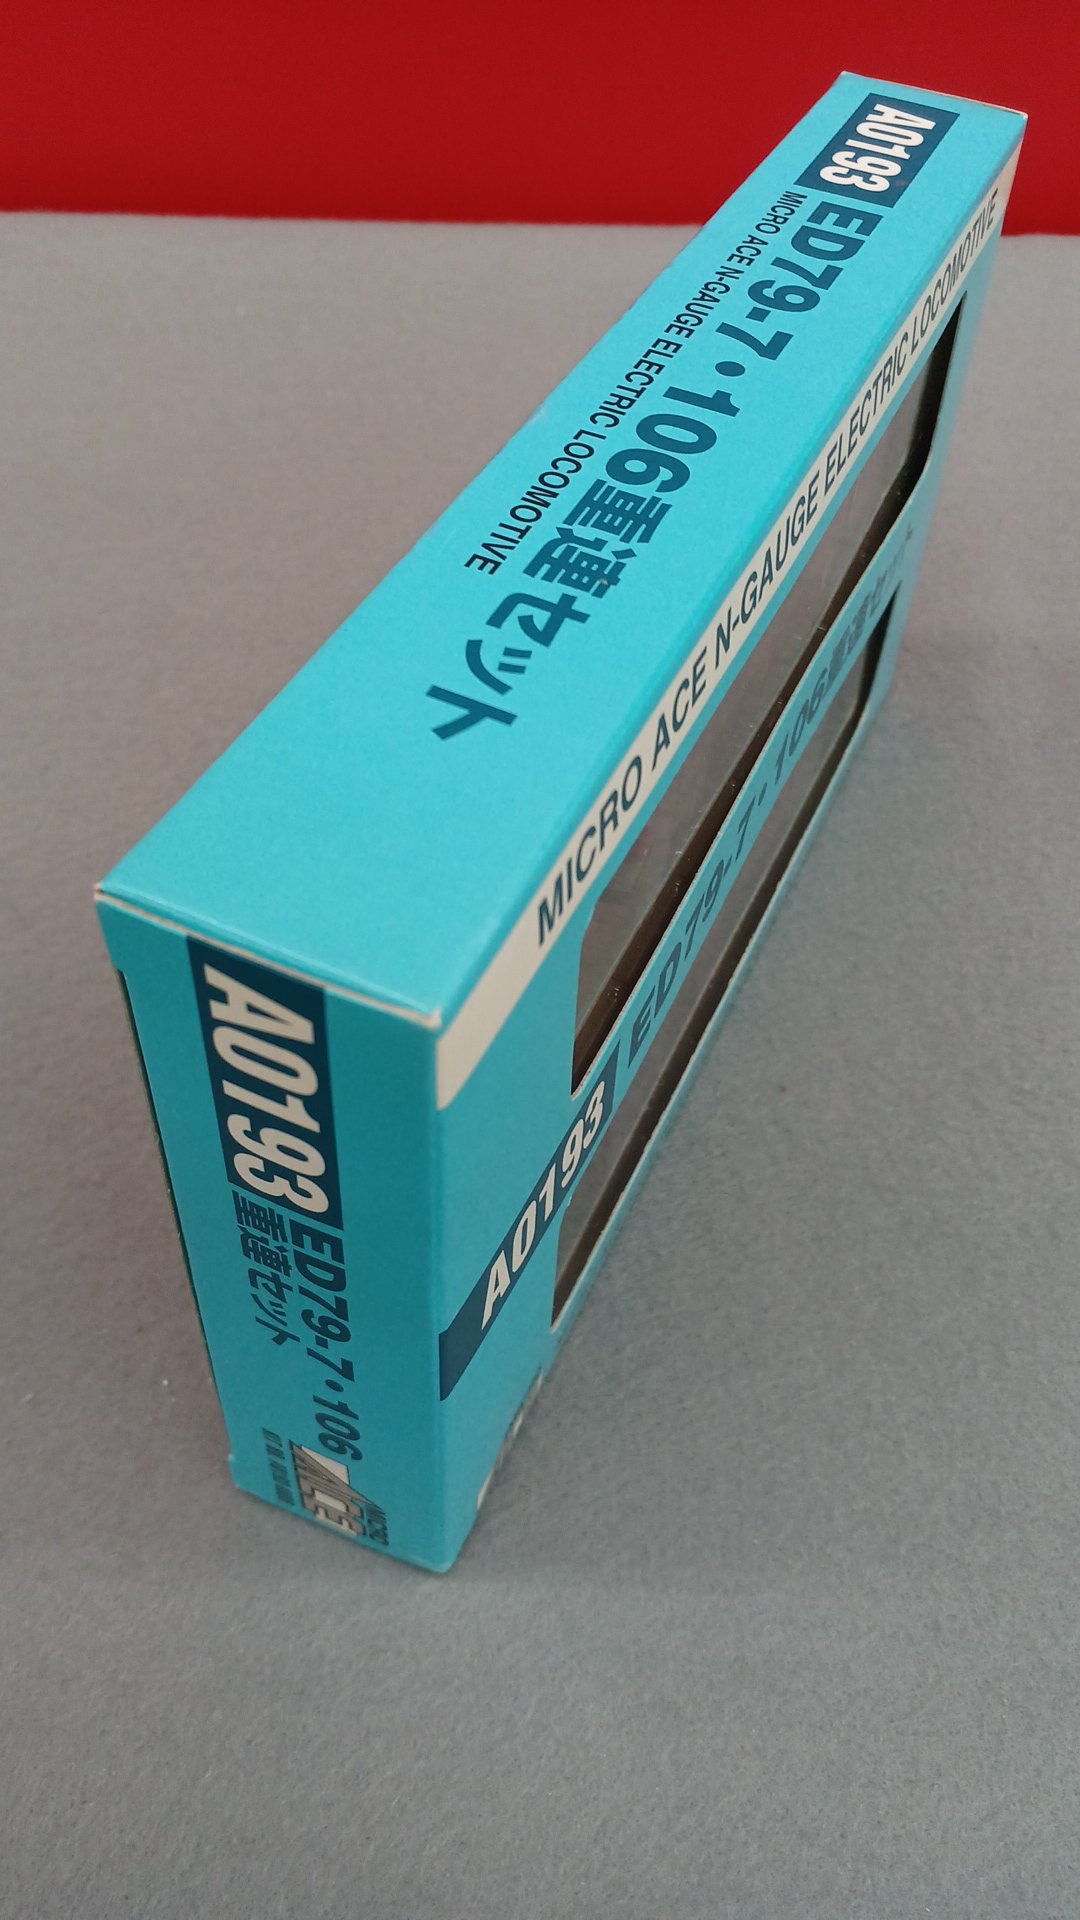 A0193 ED79-7・106重連セット
MICRO ACE N-GAUGE ELECTRIC LOCOMOTIVE
MICRO ACE N-GAUGE ELECTRIC LOCOMOTIVE
A0193 ED79-7・106重連セット
A0193 ED79-7・106
重連セット
MICRO
ACE